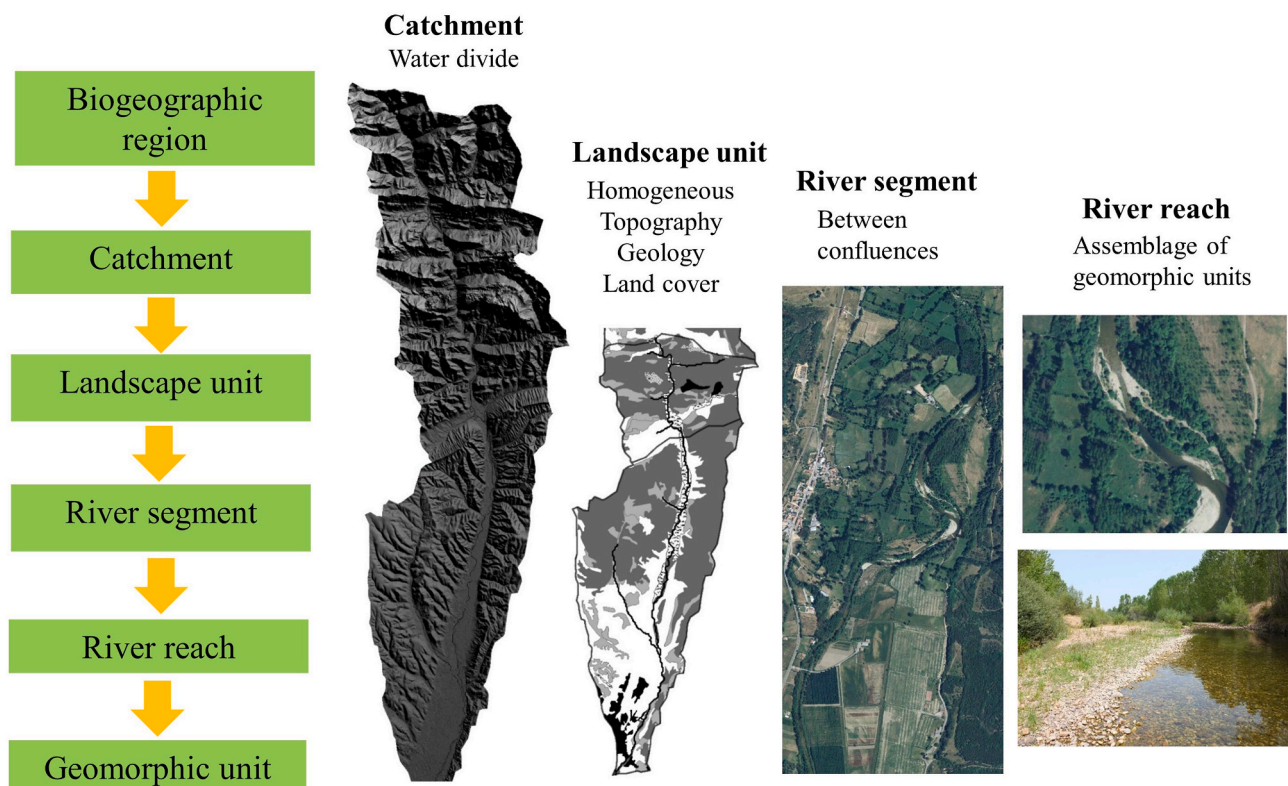 Biogeographic
region
Catchment
Landscape unit
River segment
River reach
Geomorphic unit
Catchment
Water divide
Landscape unit
Homogeneous
Topography
Geology
Land cover
River segment
Between
confluences
River reach
Assemblage of
geomorphic units